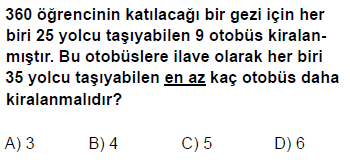 360 öğrencinin katılacağı bir gezi için her
biri 25 yolcu taşıyabilen 9 otobüs kiralan-
mıştır. Bu otobüslere ilave olarak her biri
35 yolcu taşıyabilen en az kaç otobüs daha
kiralanmalıdır?
A) 3 B) 4 C) 5 D) 6